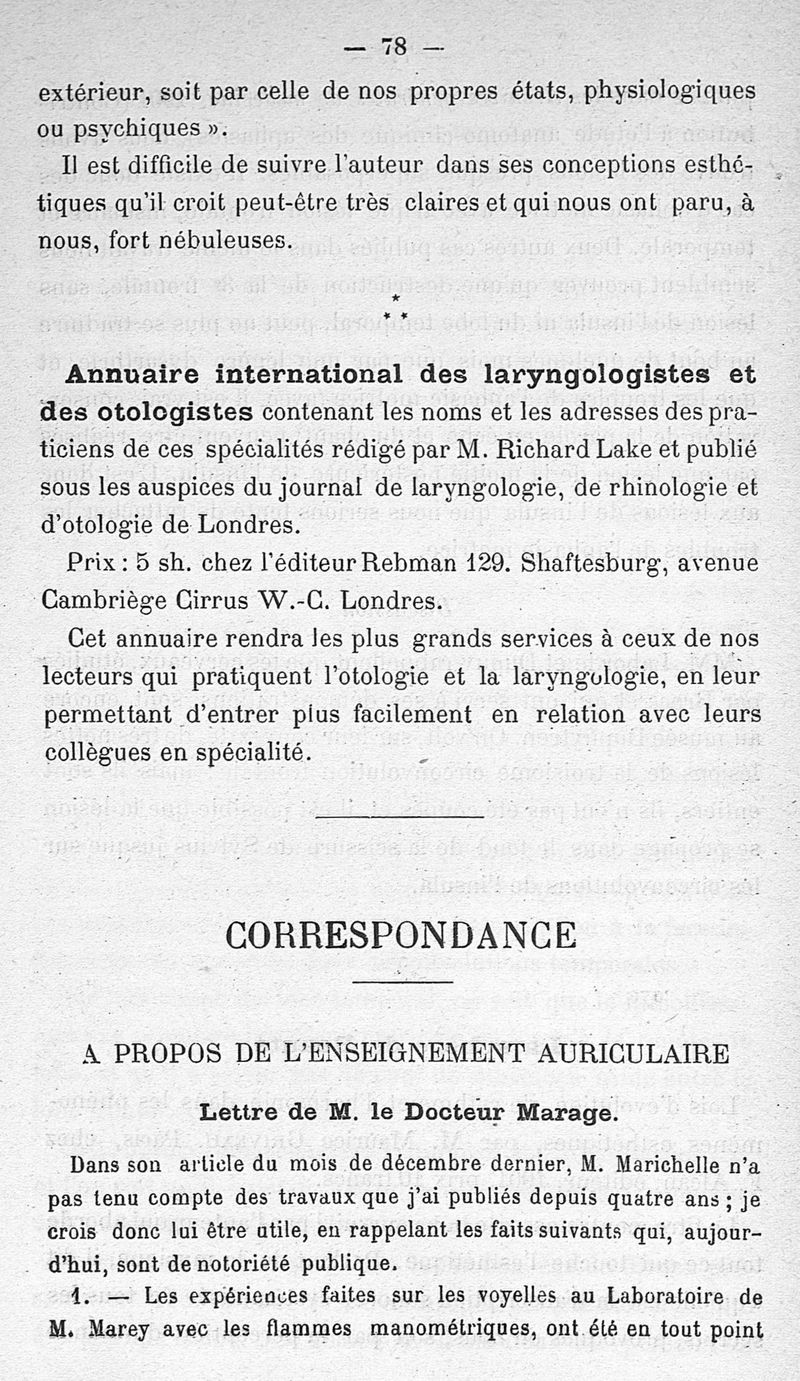 — 78 —
extérieur, soit par celle de nos propres états, physiologiques
ou psychiques ».
Il est difficile de suivre l'auteur dans ses conceptions esthé-
tiques qu'il croit peut-être très claires et qui nous ont paru, à
nous, fort nébuleuses.
*
* *
Annuaire international des laryngologistes et
des otologistes contenant les noms et les adresses des pra-
ticiens de ces spécialités rédigé par M. Richard Lake et publié
sous les auspices du journal de laryngologie, de rhinologie et
d'otologie de Londres.
Prix : 5 sh. chez l'éditeur Rebman 129. Shaftesburg, avenue
Cambriège Cirrus W.-C. Londres.
Cet annuaire rendra les plus grands services à ceux de nos
lecteurs qui pratiquent l'otologie et la laryngologie, en leur
permettant d'entrer plus facilement en relation avec leurs
collègues en spécialité.
CORRESPONDANCE
A PROPOS DE L'ENSEIGNEMENT AURICULAIRE
Lettre de M. le Docteur Marage.
Dans son article du mois de décembre dernier, M. Marichelle n'a
pas tenu compte des travaux que j'ai publiés depuis quatre ans ; je
crois donc lui être utile, en rappelant les faits suivants qui, aujour-
d'hui, sont de notoriété publique.
1. — Les expériences faites sur les voyelles au Laboratoire de
M. Marey avec les flammes manométriques, ont été en tout point